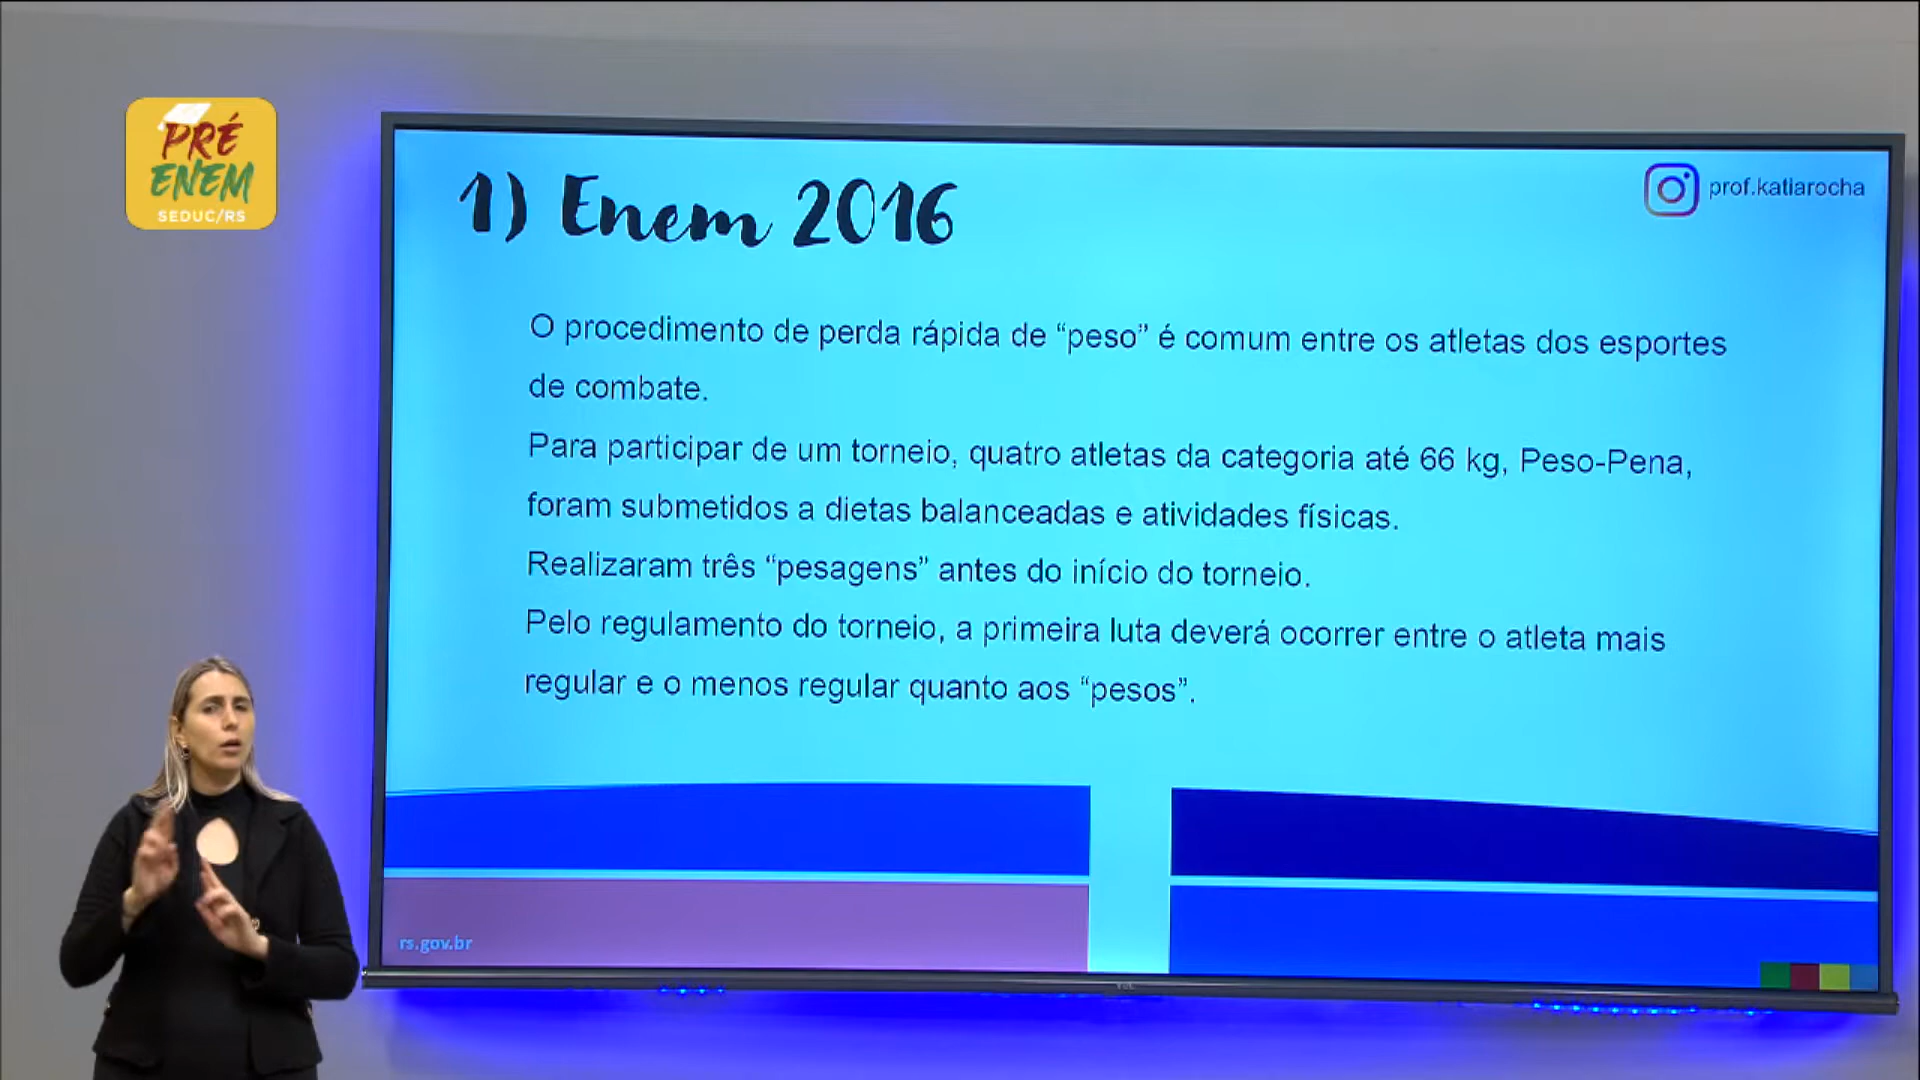 PRÉ
ENEM
SEDUC/RS
1) Enem 2016
prof.katiarocha
O procedimento de perda rápida de “peso” é comum entre os atletas dos esportes
de combate.
Para participar de um torneio, quatro atletas da categoria até 66 kg, Peso-Pena,
foram submetidos a dietas balanceadas e atividades físicas.
Realizaram três “pesagens” antes do início do torneio.
Pelo regulamento do torneio, a primeira luta deverá ocorrer entre o atleta mais
regular e o menos regular quanto aos “pesos”.
rs.gov.br
TCL